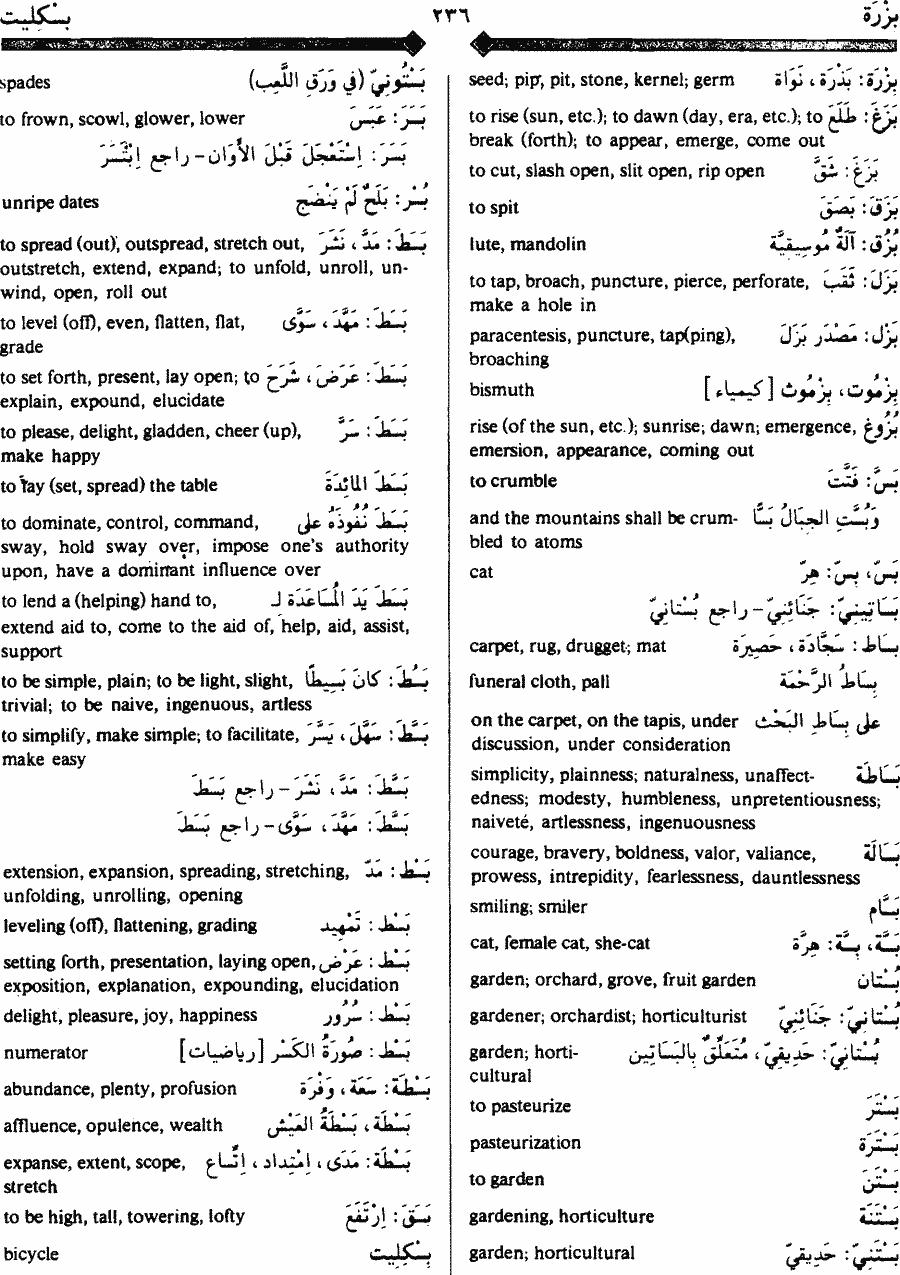 بِزْرَة ٢٣٦ بِسْكِلِيت
بِزْرَة: بَذْرَة ، نَوَاة seed; pip, pit, stone, kernel; germ
بَزَغَ: طَلَعَ to rise (sun, etc.); to dawn (day, era, etc.); to
break (forth); to appear, emerge, come out
بَزَغَ: شَقَّ to cut, slash open, slit open, rip open
بَزَقَ: بَصَقَ to spit
بُزُق: آلَةٌ مُوسِيقِيَّة lute, mandolin
بَزَلَ: ثَقَبَ to tap, broach, puncture, pierce, perforate,
make a hole in
بَزْل: مَصْدَر بَزَلَ paracentesis, puncture, tap(ping),
broaching
بِزْمُوت، بِزْمُوث [كيمياء] bismuth
بُزُوغ rise (of the sun, etc.); sunrise; dawn; emergence,
emersion, appearance, coming out
بَسَّ: فَتَّتَ to crumble
وَبُسَّتِ الجِبَالُ بَسًّا and the mountains shall be crum-
bled to atoms
بَسّ، بِسّ: هِرّ cat
بَسَاتِينِيّ: جَنَائِنِيّ - راجع بُسْتَانِيّ
بِسَاط: سَجَّادَة ، حَصِيرَة carpet, rug, drugget; mat
بِسَاطُ الرَّحْمَة funeral cloth, pall
على بِسَاطِ البَحْث on the carpet, on the tapis, under
discussion, under consideration
بَسَاطَة simplicity, plainness; naturalness, unaffect-
edness; modesty, humbleness, unpretentiousness;
naiveté, artlessness, ingenuousness
بَسَالَة courage, bravery, boldness, valor, valiance,
prowess, intrepidity, fearlessness, dauntlessness
بَسَّام smiling; smiler
بَسَّة، بِسَّة: هِرَّة cat, female cat, she-cat
بُسْتَان garden; orchard, grove, fruit garden
بُسْتَانِيّ: جَنَائِنِيّ gardener; orchardist; horticulturist
بُسْتَانِيّ: حَدِيقِيّ، مُتَعَلِّقٌ بِالبَسَاتِين garden; horti-
cultural
بَسْتَرَ to pasteurize
بَسْتَرَة pasteurization
بَسْتَنَ to garden
بَسْتَنَة gardening, horticulture
بَسْتَنِيّ: حَدِيقِيّ garden; horticultural
بَسْتُونِيّ (في وَرَقِ اللَّعِب) spades
بَسَرَ: عَبَسَ to frown, scowl, glower, lower
بَسَرَ: اِسْتَعْجَلَ قَبْلَ الأَوَان - راجع اِبْتَسَرَ
بُسْر: بَلَحٌ لَمْ يَنْضَج unripe dates
بَسَطَ: مَدَّ، نَشَرَ to spread (out), outspread, stretch out,
outstretch, extend, expand; to unfold, unroll, un-
wind, open, roll out
بَسَطَ: مَهَّدَ، سَوَّى to level (off), even, flatten, flat,
grade
بَسَطَ: عَرَضَ، شَرَحَ to set forth, present, lay open; to
explain, expound, elucidate
بَسَطَ: سَرَّ to please, delight, gladden, cheer (up),
make happy
بَسَطَ المَائِدَةَ to lay (set, spread) the table
بَسَطَ نُفُوذَهُ على to dominate, control, command,
sway, hold sway over, impose one's authority
upon, have a dominant influence over
بَسَطَ يَدَ المُسَاعَدَةِ لـ to lend a (helping) hand to,
extend aid to, come to the aid of, help, aid, assist,
support
بَسُطَ: كَانَ بَسِيطًا to be simple, plain; to be light, slight,
trivial; to be naive, ingenuous, artless
بَسَّطَ: سَهَّلَ، يَسَّرَ to simplify, make simple; to facilitate,
make easy
بَسَّطَ: مَدَّ، نَشَرَ - راجع بَسَطَ
بَسَّطَ: مَهَّدَ، سَوَّى - راجع بَسَطَ
بَسْط: مَدّ extension, expansion, spreading, stretching,
unfolding, unrolling, opening
بَسْط: تَمْهِيد leveling (off), flattening, grading
بَسْط: عَرْض setting forth, presentation, laying open,
exposition, explanation, expounding, elucidation
بَسْط: سُرُور delight, pleasure, joy, happiness
بَسْط: صُورَةُ الكَسْر [رياضيات] numerator
بَسْطَة: سَعَة، وَفْرَة abundance, plenty, profusion
بَسْطَة، بَسْطَةُ العَيْش affluence, opulence, wealth
بَسْطَة: مَدَى، اِمْتِدَاد، اِتِّسَاع expanse, extent, scope,
stretch
بَسَقَ: اِرْتَفَعَ to be high, tall, towering, lofty
بِسْكِلِيت bicycle